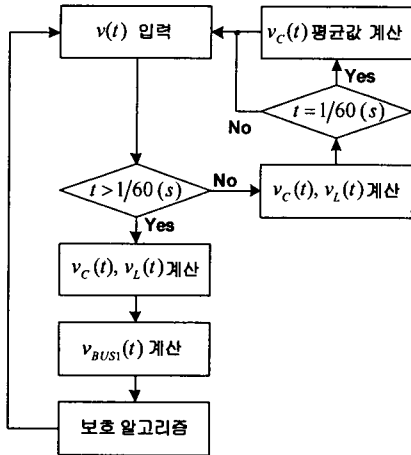 v(t) 입력
v_C(t) 평균값 계산
Yes
t = 1/60 (s)
No
t > 1/60 (s)
No
v_C(t), v_L(t) 계산
Yes
v_C(t), v_L(t) 계산
v_BUS1(t) 계산
보호 알고리즘